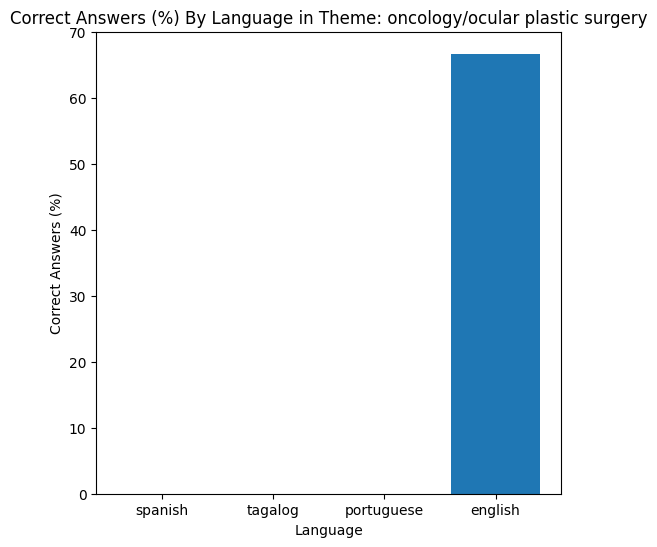 Correct Answers (%) By Language in Theme: oncology/ocular plastic surgery
70
60
50
40
30
20
10
0
Correct Answers (%)
spanish tagalog portuguese english
Language